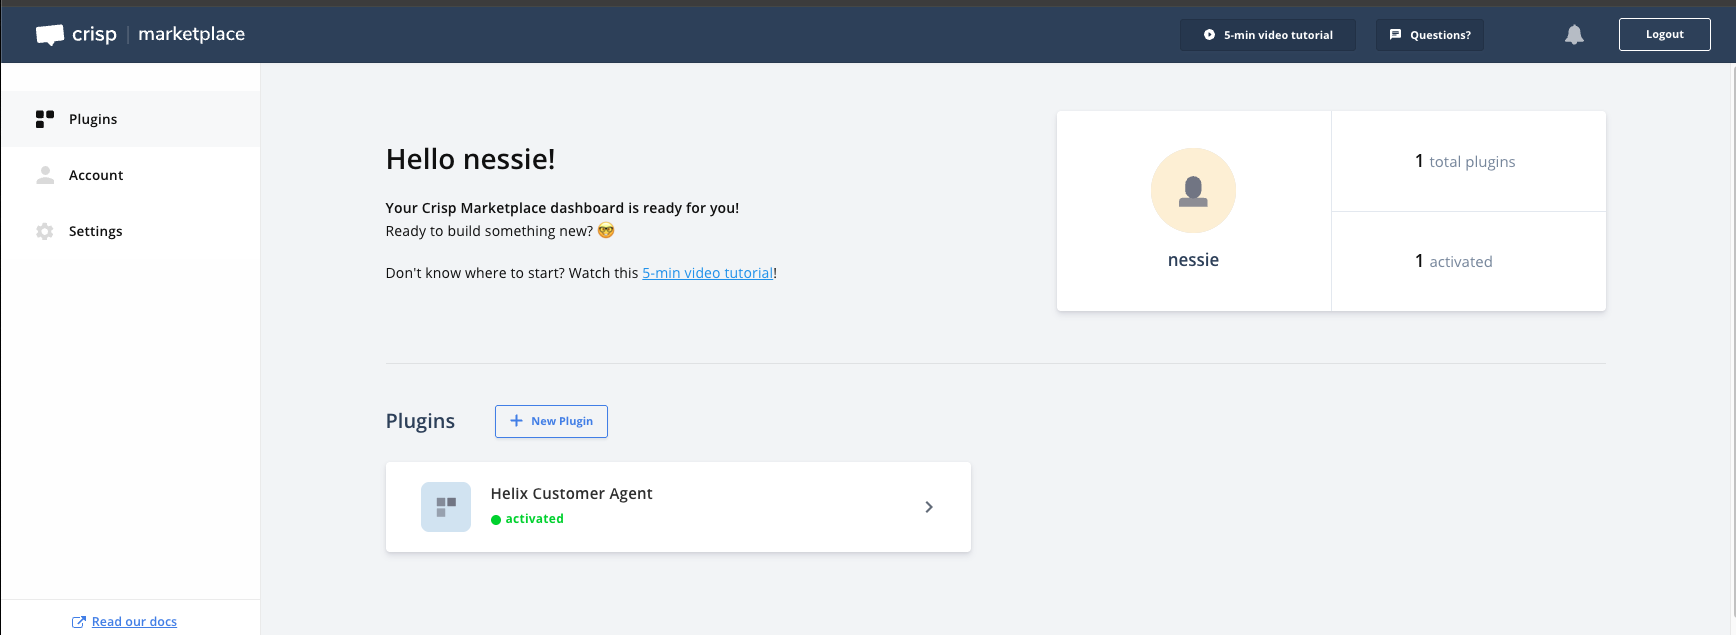 crisp | marketplace
5-min video tutorial
Questions?
Logout
Plugins
Account
Settings
Read our docs
Hello nessie!
Your Crisp Marketplace dashboard is ready for you!
Ready to build something new? 🤓
Don't know where to start? Watch this 5-min video tutorial!
nessie
1 total plugins
1 activated
Plugins
New Plugin
Helix Customer Agent
activated